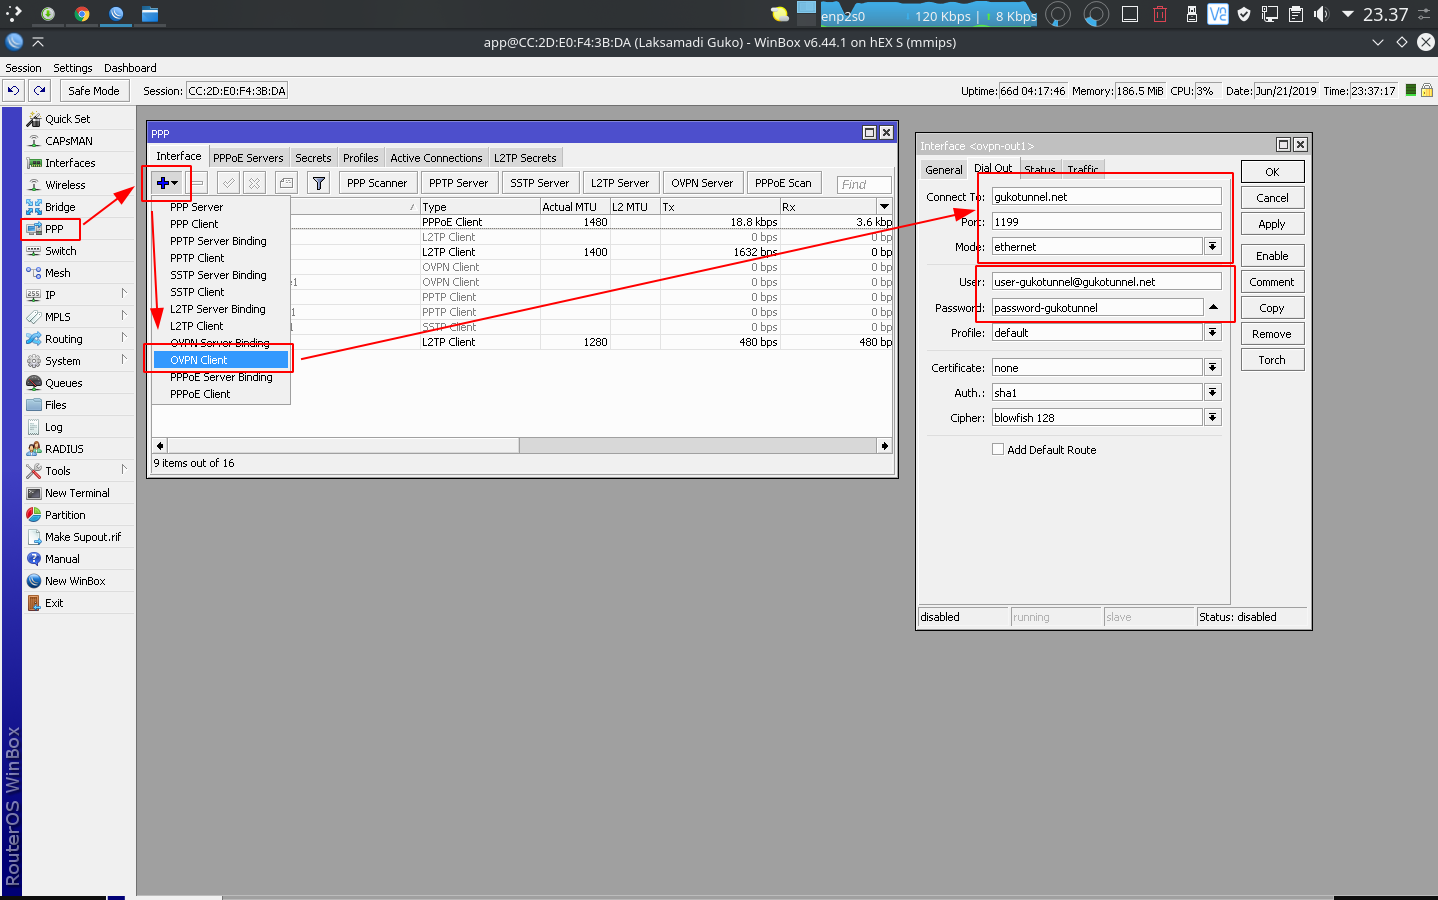 enp2s0 120 Kbps | 8 Kbps
23.37
app@CC:2D:E0:F4:3B:DA (Laksamadi Guko) - WinBox v6.44.1 on hEX S (mmips)
Session Settings Dashboard
Safe Mode Session: CC:2D:E0:F4:3B:DA Uptime: 66d 04:17:46 Memory: 186.5 MiB CPU: 3% Date: Jun/21/2019 Time: 23:37:17
Quick Set
CAPsMAN
Interfaces
Wireless
Bridge
PPP
Switch
Mesh
IP
MPLS
Routing
System
Queues
Files
Log
RADIUS
Tools
New Terminal
Partition
Make Supout.rif
Manual
New WinBox
Exit
RouterOS WinBox
PPP
Interface PPPoE Servers Secrets Profiles Active Connections L2TP Secrets
PPP Scanner PPTP Server SSTP Server L2TP Server OVPN Server PPPoE Scan Find
Type Actual MTU L2 MTU Tx Rx
PPPoE Client 1480 18.8 kbps 3.6 kbp
L2TP Client 0 bps 0 bp
L2TP Client 1400 1632 bps 0 bp
OVPN Client 0 bps 0 bp
OVPN Client 0 bps 0 bp
PPTP Client 0 bps 0 bp
PPTP Client 0 bps 0 bp
SSTP Client 0 bps 0 bp
L2TP Client 1280 480 bps 480 bp
PPP Server
PPP Client
PPTP Server Binding
PPTP Client
SSTP Server Binding
SSTP Client
L2TP Server Binding
L2TP Client
OVPN Server Binding
OVPN Client
PPPoE Server Binding
PPPoE Client
9 items out of 16
Interface <ovpn-out1>
General Dial Out Status Traffic
Connect To: gukotunnel.net
Port: 1199
Mode: ethernet
User: user-gukotunnel@gukotunnel.net
Password: password-gukotunnel
Profile: default
Certificate: none
Auth.: sha1
Cipher: blowfish 128
Add Default Route
OK
Cancel
Apply
Enable
Comment
Copy
Remove
Torch
disabled running slave Status: disabled